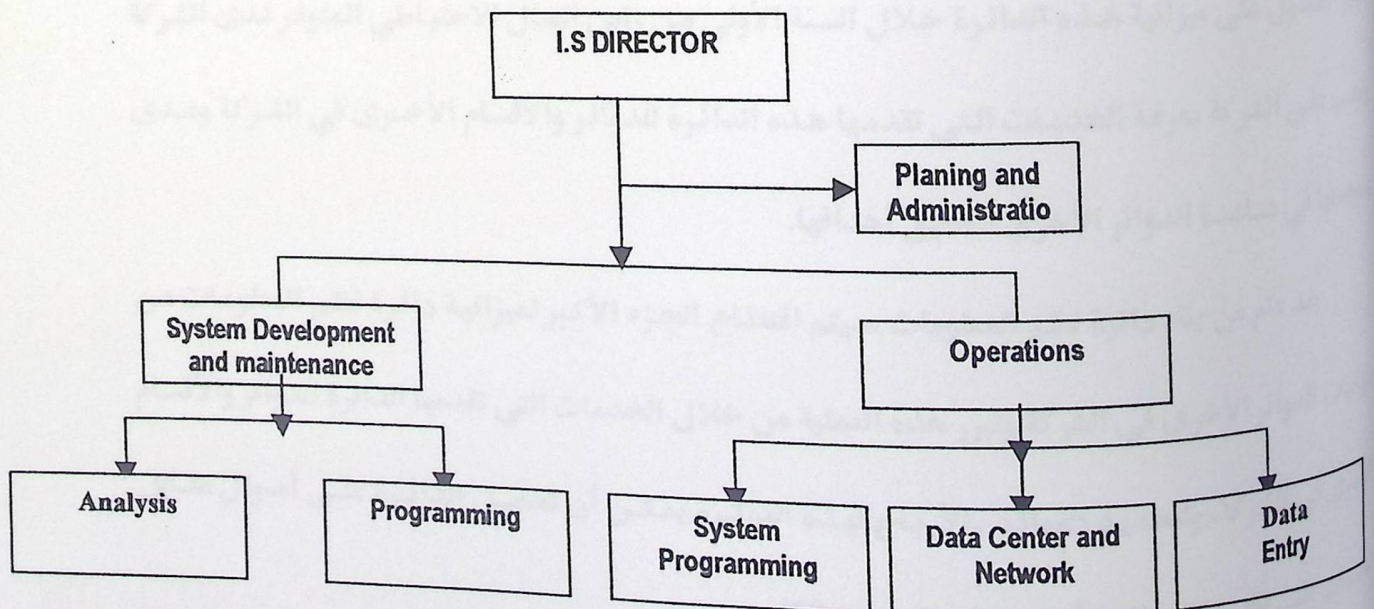 I.S DIRECTOR
Planing and
Administratio
System Development
and maintenance
Operations
Analysis
Programming
System
Programming
Data Center and
Network
Data
Entry